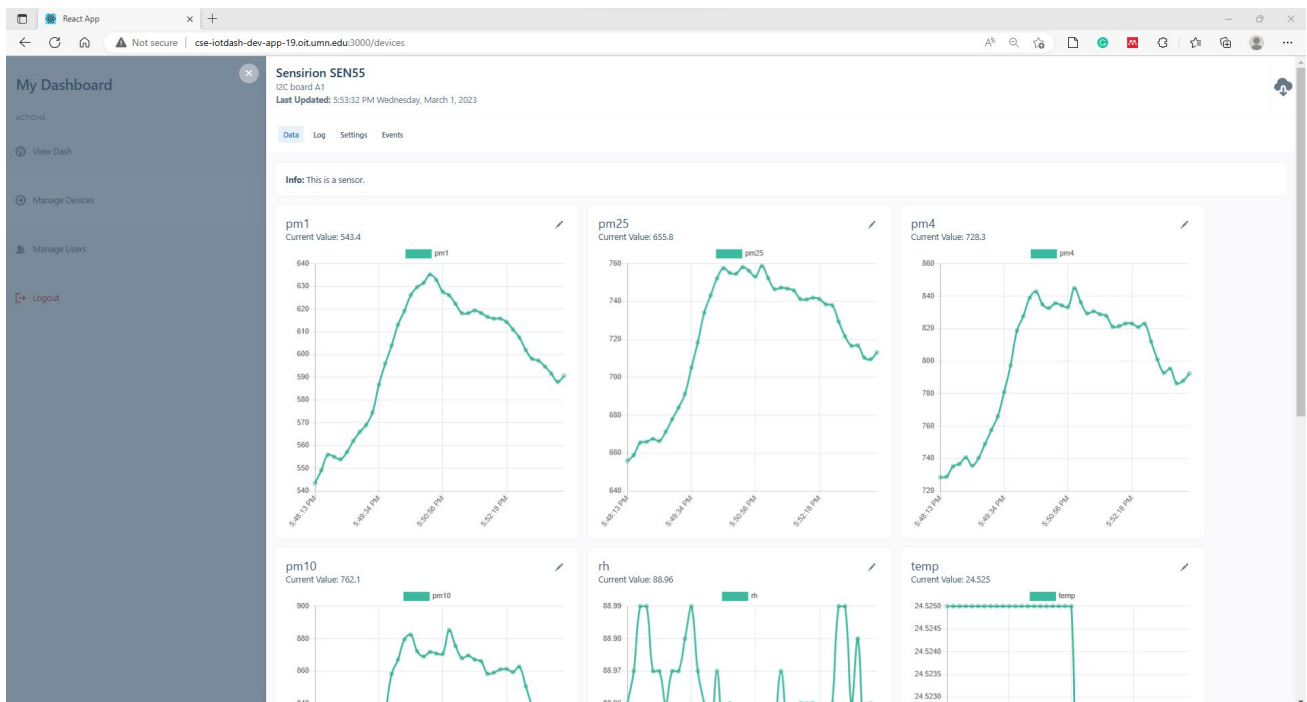 React App
Not secure
cse-iotdash-dev-app-19.oit.umn.edu:3000/devices
My Dashboard
ACTIONS
View Dash
Manage Devices
Manage Users
Logout
Sensirion SEN55
I2C board A1
Last Updated: 5:53:32 PM Wednesday, March 1, 2023
Data Log Settings Events
Info: This is a sensor.
pm1
Current Value: 543.4
pm1
640
630
620
610
600
590
580
570
560
550
540
5:48:13 PM
5:49:34 PM
5:50:56 PM
5:52:18 PM
pm25
Current Value: 655.8
pm25
760
740
720
700
680
660
640
5:48:13 PM
5:49:34 PM
5:50:56 PM
5:52:18 PM
pm4
Current Value: 728.3
pm4
860
840
820
800
780
760
740
720
5:48:13 PM
5:49:34 PM
5:50:56 PM
5:52:18 PM
pm10
Current Value: 762.1
pm10
900
880
860
rh
Current Value: 88.96
rh
88.99
88.98
88.97
temp
Current Value: 24.525
temp
24.5250
24.5245
24.5240
24.5235
24.5230